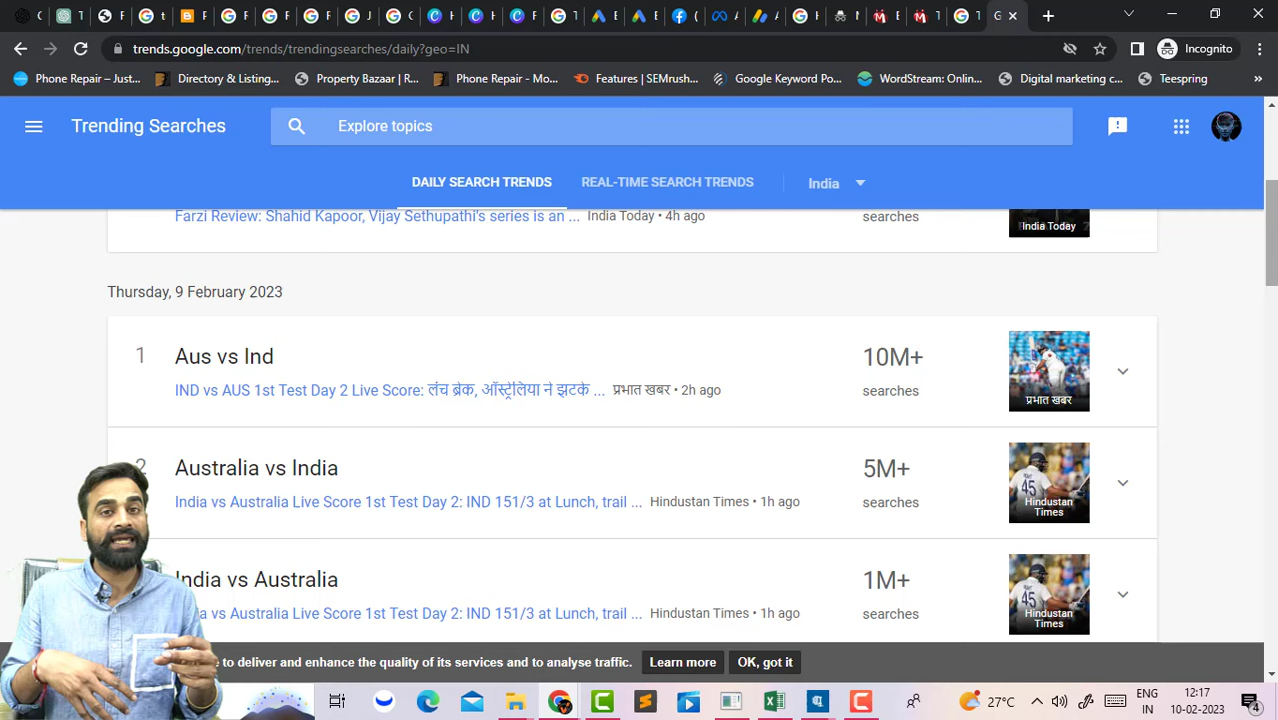 trends.google.com/trends/trendingsearches/daily?geo=IN
Incognito
Phone Repair – Just...
Directory & Listing...
Property Bazaar | R...
Phone Repair - Mo...
Features | SEMrush...
Google Keyword Po...
WordStream: Onlin...
Digital marketing c...
Teespring
»
Trending Searches
Explore topics
DAILY SEARCH TRENDS
REAL-TIME SEARCH TRENDS
India
Farzi Review: Shahid Kapoor, Vijay Sethupathi's series is an ... India Today • 4h ago
searches
India Today
Thursday, 9 February 2023
1
Aus vs Ind
10M+
IND vs AUS 1st Test Day 2 Live Score: लंच ब्रेक, ऑस्ट्रेलिया ने झटके ... प्रभात खबर • 2h ago
searches
प्रभात खबर
2
Australia vs India
5M+
India vs Australia Live Score 1st Test Day 2: IND 151/3 at Lunch, trail ... Hindustan Times • 1h ago
searches
45
Hindustan
Times
India vs Australia
1M+
vs Australia Live Score 1st Test Day 2: IND 151/3 at Lunch, trail ... Hindustan Times • 1h ago
searches
45
Hindustan
Times
to deliver and enhance the quality of its services and to analyse traffic.
Learn more
OK, got it
27°C
ENG
IN
12:17
10-02-2023
4